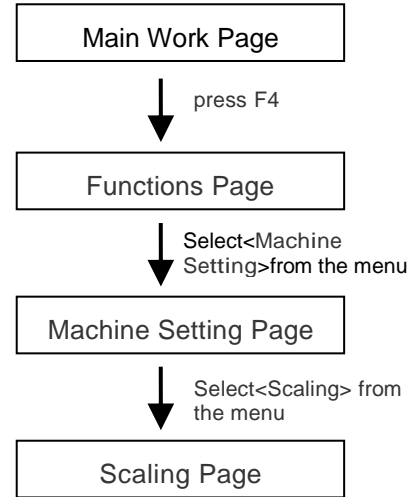 Main Work Page
press F4
Functions Page
Select<Machine
Setting>from the menu
Machine Setting Page
Select<Scaling> from
the menu
Scaling Page